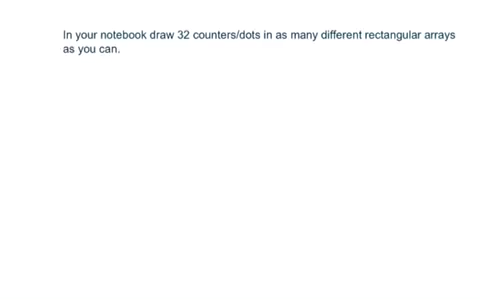 In your notebook draw 32 counters/dots in as many different rectangular arrays
as you can.